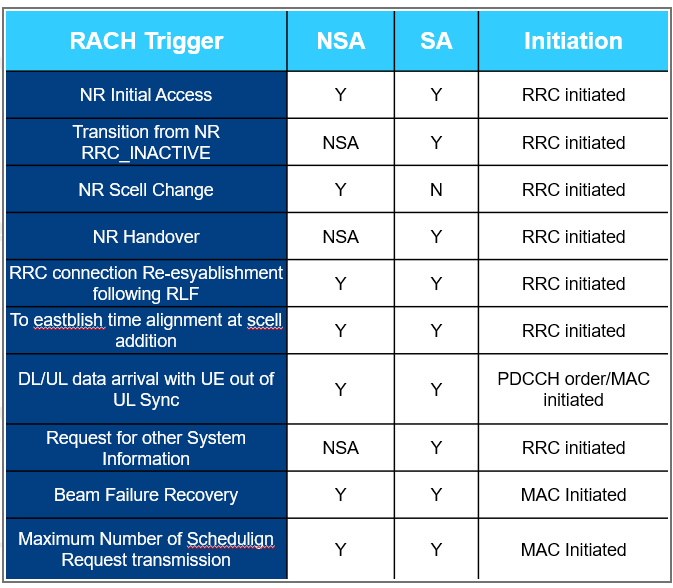 RACH Trigger NSA SA Initiation
NR Initial Access Y Y RRC initiated
Transition from NR
RRC_INACTIVE NSA Y RRC initiated
NR Scell Change Y N RRC initiated
NR Handover NSA Y RRC initiated
RRC connection Re-esyablishment
following RLF Y Y RRC initiated
To eastblish time alignment at scell
addition Y Y RRC initiated
DL/UL data arrival with UE out of
UL Sync Y Y PDCCH order/MAC
initiated
Request for other System
Information NSA Y RRC initiated
Beam Failure Recovery Y Y MAC Initiated
Maximum Number of Schedulign
Request transmission Y Y MAC Initiated